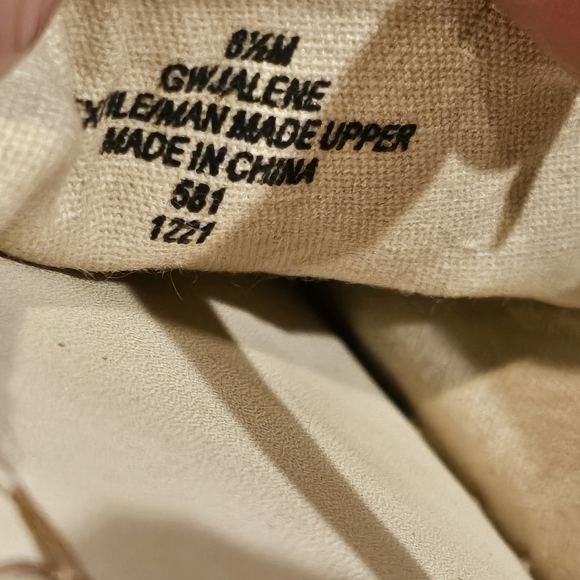 8½M
GWJALENE
TEXTILE/MAN MADE UPPER
MADE IN CHINA
581
1221